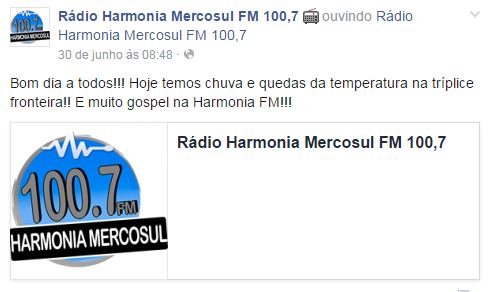 Rádio Harmonia Mercosul FM 100,7 ouvindo Rádio
Harmonia Mercosul FM 100,7
30 de junho às 08:48 ·
Bom dia a todos!!! Hoje temos chuva e quedas da temperatura na tríplice
fronteira!! E muito gospel na Harmonia FM!!!
Rádio Harmonia Mercosul FM 100,7
100.7 FM
HARMONIA MERCOSUL